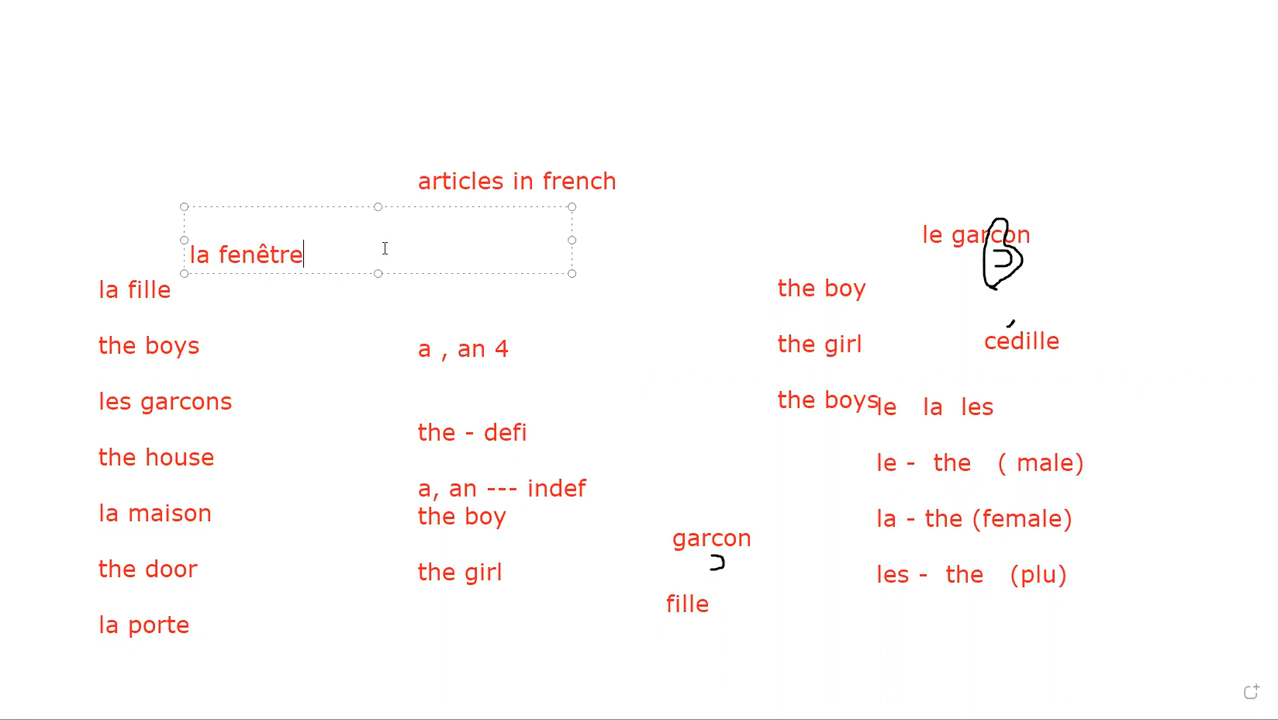 articles in french
la fenêtre
la fille
the boys
les garcons
the house
la maison
the door
la porte
a , an 4
the - defi
a, an --- indef
the boy
the girl
garcon
fille
le garcon
the boy
the girl
the boys
cédille
le la les
le - the ( male)
la - the (female)
les - the (plu)